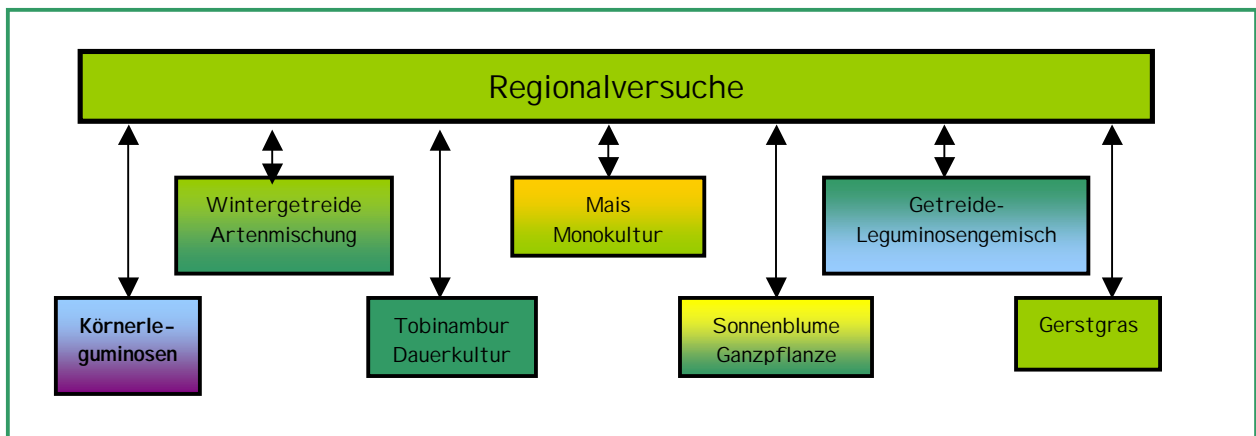 Regionalversuche
Wintergetreide
Artenmischung
Mais
Monokultur
Getreide-
Leguminosengemisch
Körnerle-
guminosen
Tobinambur
Dauerkultur
Sonnenblume
Ganzpflanze
Gerstgras